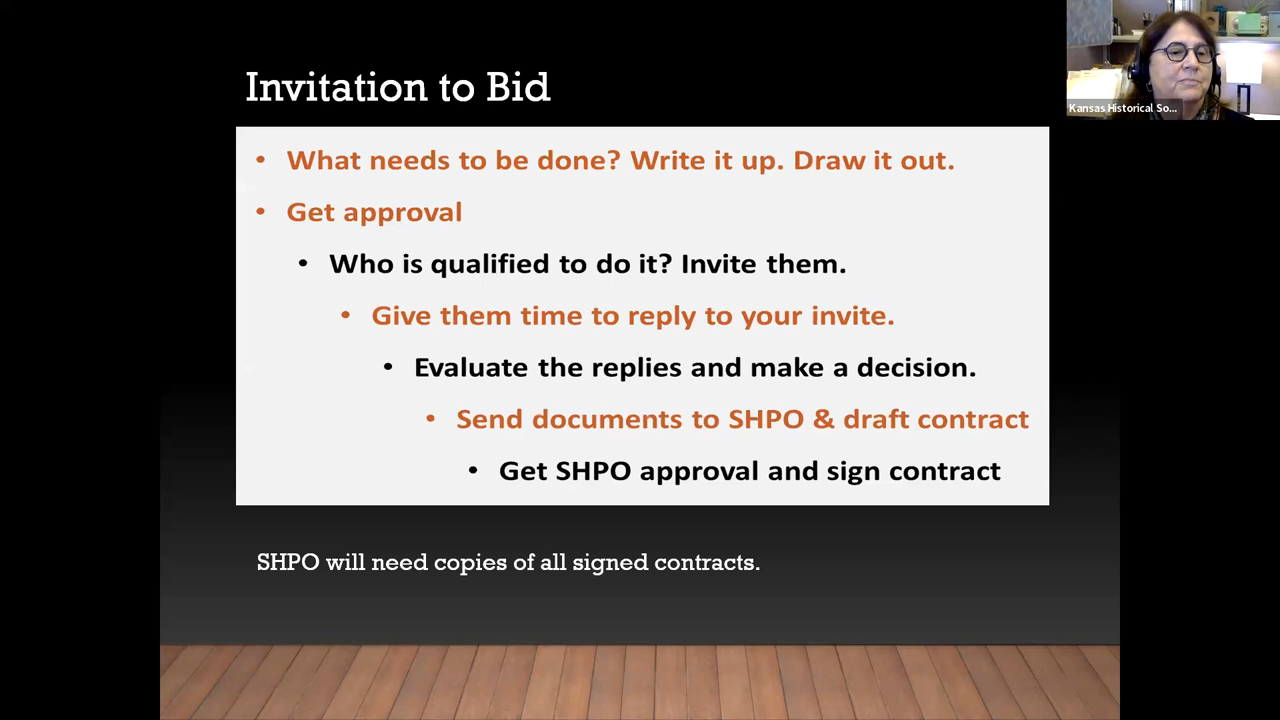 Invitation to Bid
Kansas Historical So...
• What needs to be done? Write it up. Draw it out.
• Get approval
• Who is qualified to do it? Invite them.
• Give them time to reply to your invite.
• Evaluate the replies and make a decision.
• Send documents to SHPO & draft contract
• Get SHPO approval and sign contract
SHPO will need copies of all signed contracts.